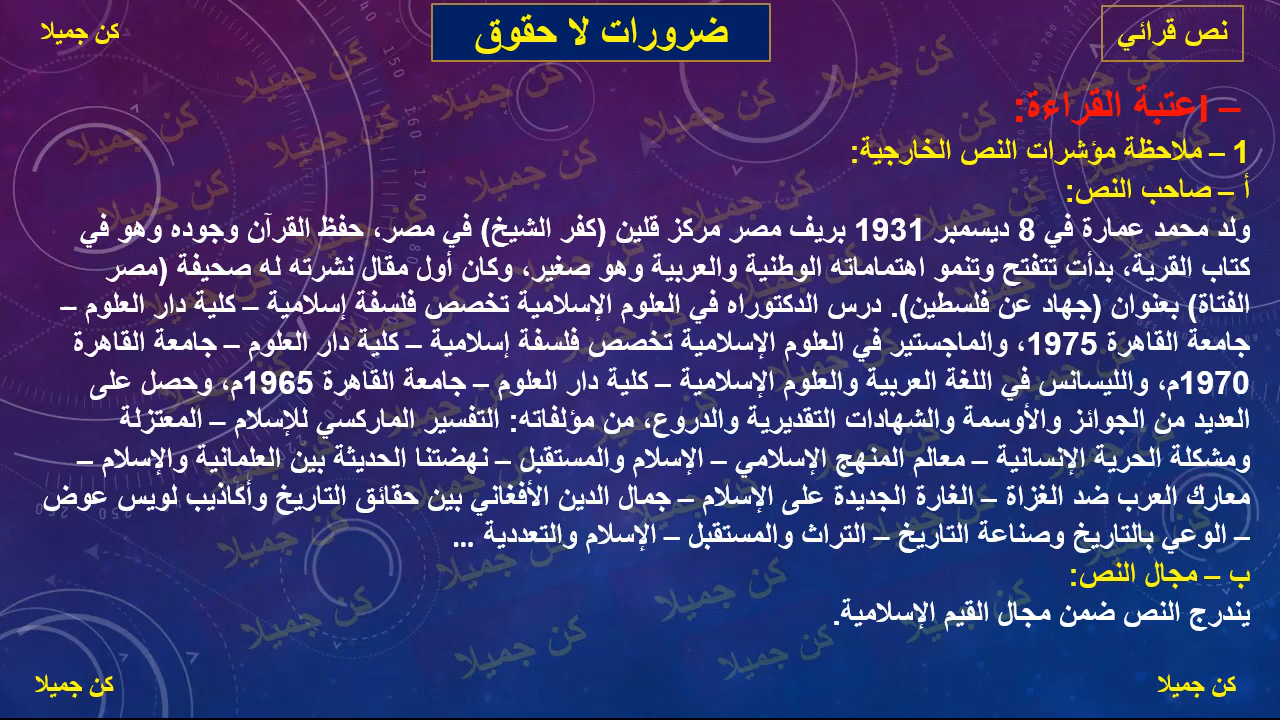 نص قرائي
ضرورات لا حقوق
كن جميلا
– اعتبة القراءة:
1 – ملاحظة مؤشرات النص الخارجية:
أ – صاحب النص:
ولد محمد عمارة في 8 ديسمبر 1931 بريف مصر مركز قلين (كفر الشيخ) في مصر، حفظ القرآن وجوده وهو في
كتاب القرية، بدأت تتفتح وتنمو اهتماماته الوطنية والعربية وهو صغير، وكان أول مقال نشرته له صحيفة (مصر
الفتاة) بعنوان (جهاد عن فلسطين). درس الدكتوراه في العلوم الإسلامية تخصص فلسفة إسلامية – كلية دار العلوم –
جامعة القاهرة 1975، والماجستير في العلوم الإسلامية تخصص فلسفة إسلامية – كلية دار العلوم – جامعة القاهرة
1970م، والليسانس في اللغة العربية والعلوم الإسلامية – كلية دار العلوم – جامعة القاهرة 1965م، وحصل على
العديد من الجوائز والأوسمة والشهادات التقديرية والدروع، من مؤلفاته: التفسير الماركسي للإسلام – المعتزلة
ومشكلة الحرية الإنسانية – معالم المنهج الإسلامي – الإسلام والمستقبل – نهضتنا الحديثة بين العلمانية والإسلام –
معارك العرب ضد الغزاة – الغارة الجديدة على الإسلام – جمال الدين الأفغاني بين حقائق التاريخ وأكاذيب لويس عوض
– الوعي بالتاريخ وصناعة التاريخ – التراث والمستقبل – الإسلام والتعددية ...
ب – مجال النص:
يندرج النص ضمن مجال القيم الإسلامية.
كن جميلا
كن جميلا